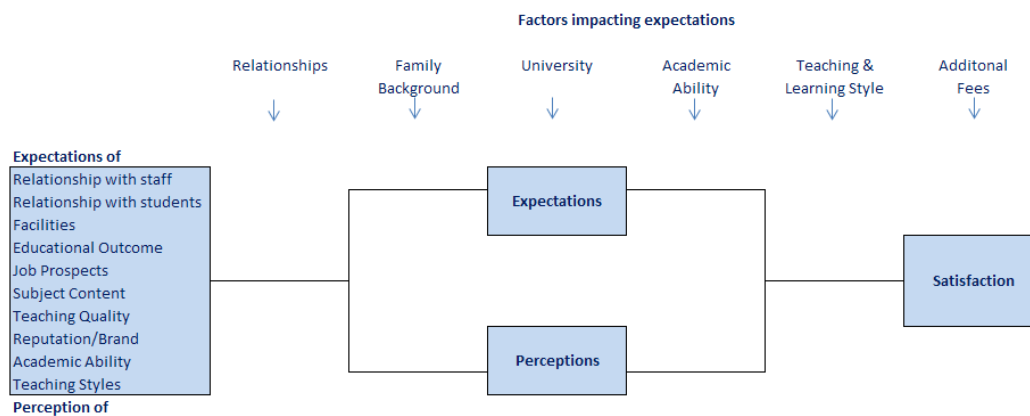 Factors impacting expectations
Relationships
Family
Background
University
Academic
Ability
Teaching &
Learning Style
Additonal
Fees
Expectations of
Relationship with staff
Relationship with students
Facilities
Educational Outcome
Job Prospects
Subject Content
Teaching Quality
Reputation/Brand
Academic Ability
Teaching Styles
Perception of
Expectations
Perceptions
Satisfaction